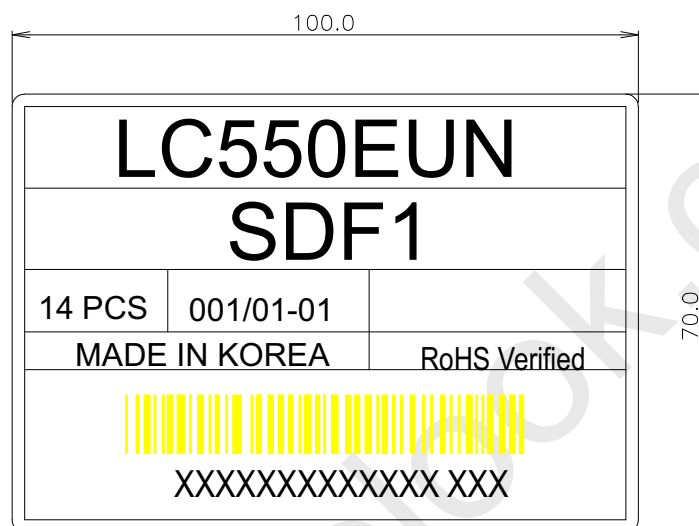 100.0
LC550EUN
SDF1
14 PCS 001/01-01
70.0
MADE IN KOREA RoHS Verified
XXXXXXXXXXXXX XXX